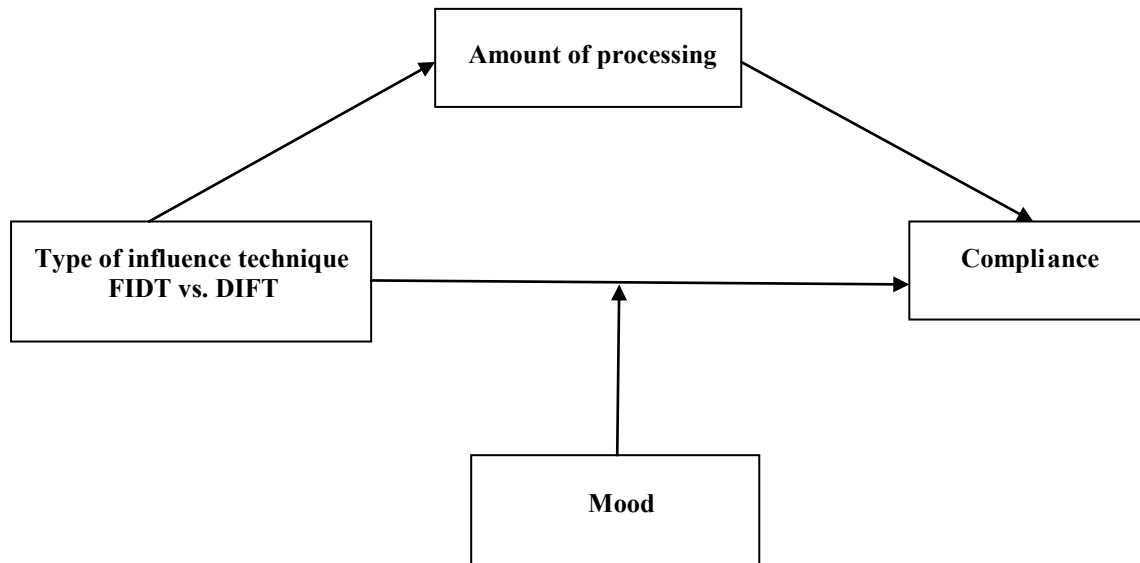 Amount of processing
Type of influence technique
FIDT vs. DIFT
Compliance
Mood